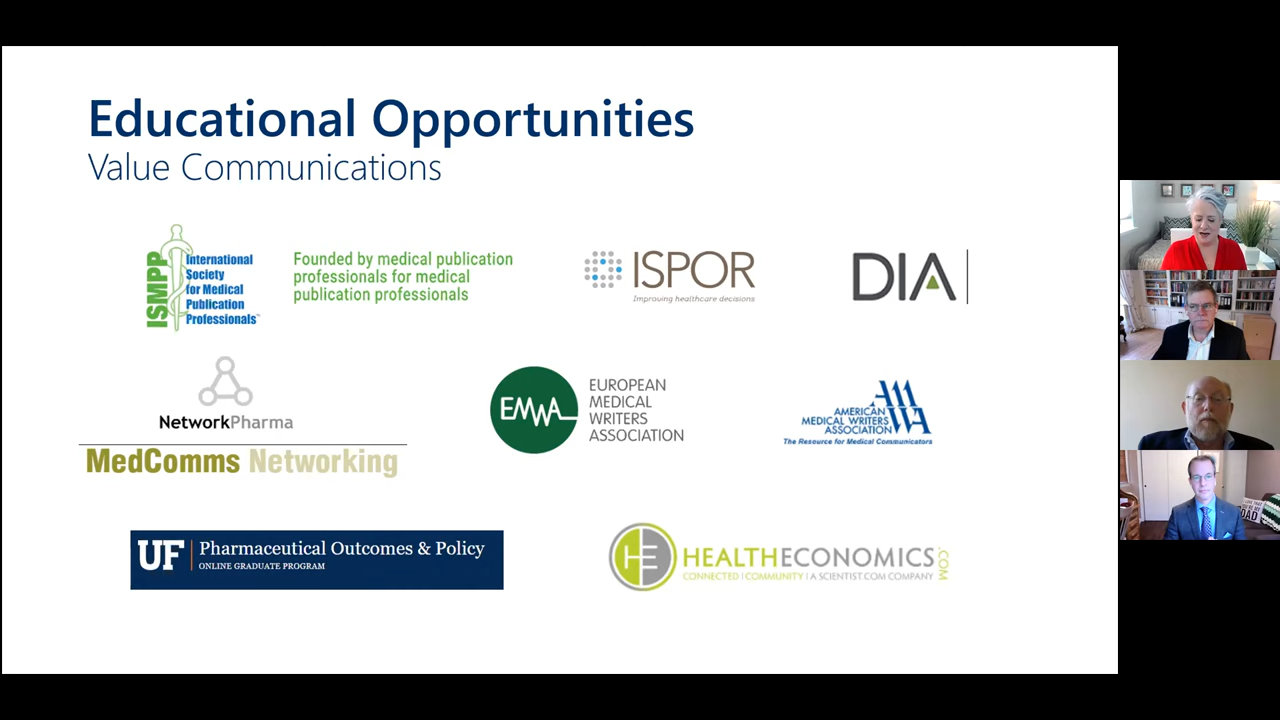 Educational Opportunities
Value Communications
ISMPP
International
Society
for Medical
Publication
Professionals™
Founded by medical publication
professionals for medical
publication professionals
ISPOR
Improving healthcare decisions
DIA
NetworkPharma
MedComms Networking
EMWA
EUROPEAN
MEDICAL
WRITERS
ASSOCIATION
AMWA
AMERICAN
MEDICAL WRITERS
ASSOCIATION
The Resource for Medical Communicators
UF
Pharmaceutical Outcomes & Policy
ONLINE GRADUATE PROGRAM
HE
HEALTHECONOMICS.COM
CONNECTED | COMMUNITY | A SCIENTIST.COM COMPANY
DAD